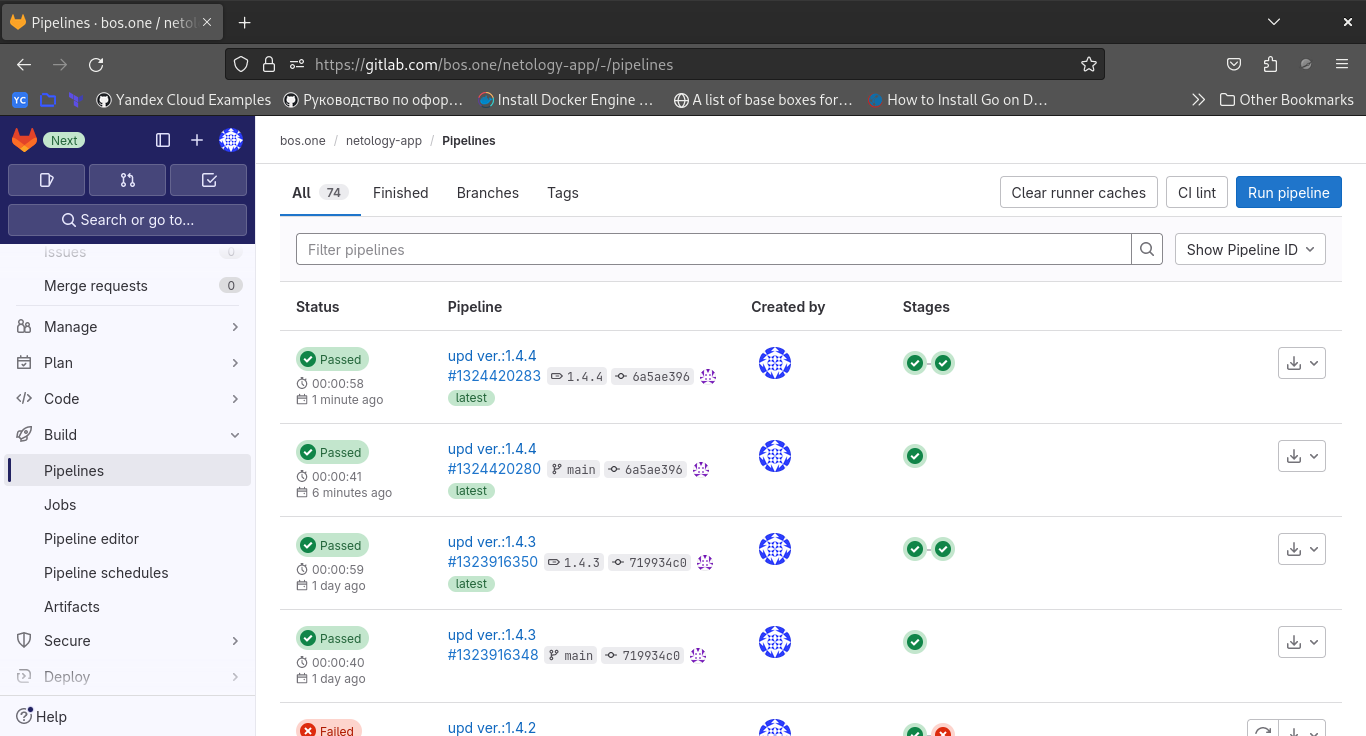 Pipelines · bos.one / netolo
https://gitlab.com/bos.one/netology-app/-/pipelines
YC Yandex Cloud Examples Руководство по офор... Install Docker Engine ... A list of base boxes for... How to Install Go on D... Other Bookmarks
Next
Search or go to...
Issues 0
Merge requests 0
Manage
Plan
Code
Build
Pipelines
Jobs
Pipeline editor
Pipeline schedules
Artifacts
Secure
Deploy
Help
bos.one / netology-app / Pipelines
All 74 Finished Branches Tags Clear runner caches CI lint Run pipeline
Filter pipelines Show Pipeline ID
Status Pipeline Created by Stages
Passed
00:00:58
1 minute ago
upd ver.:1.4.4
#1324420283 1.4.4 6a5ae396
latest
Passed
00:00:41
6 minutes ago
upd ver.:1.4.4
#1324420280 main 6a5ae396
latest
Passed
00:00:59
1 day ago
upd ver.:1.4.3
#1323916350 1.4.3 719934c0
latest
Passed
00:00:40
1 day ago
upd ver.:1.4.3
#1323916348 main 719934c0
Failed
upd ver.:1.4.2